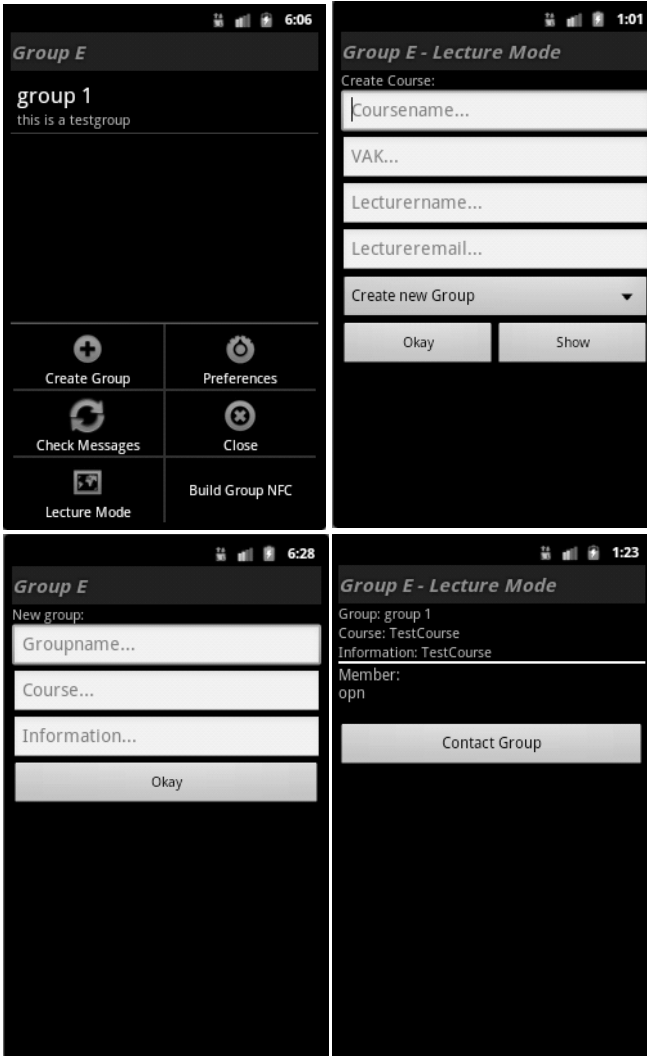 6:06
Group E
group 1
this is a testgroup
Create Group
Preferences
Check Messages
Close
Lecture Mode
Build Group NFC
1:01
Group E - Lecture Mode
Create Course:
Coursename...
VAK...
Lecturername...
Lectureremail...
Create new Group
Okay
Show
6:28
Group E
New group:
Groupname...
Course...
Information...
Okay
1:23
Group E - Lecture Mode
Group: group 1
Course: TestCourse
Information: TestCourse
Member:
opn
Contact Group